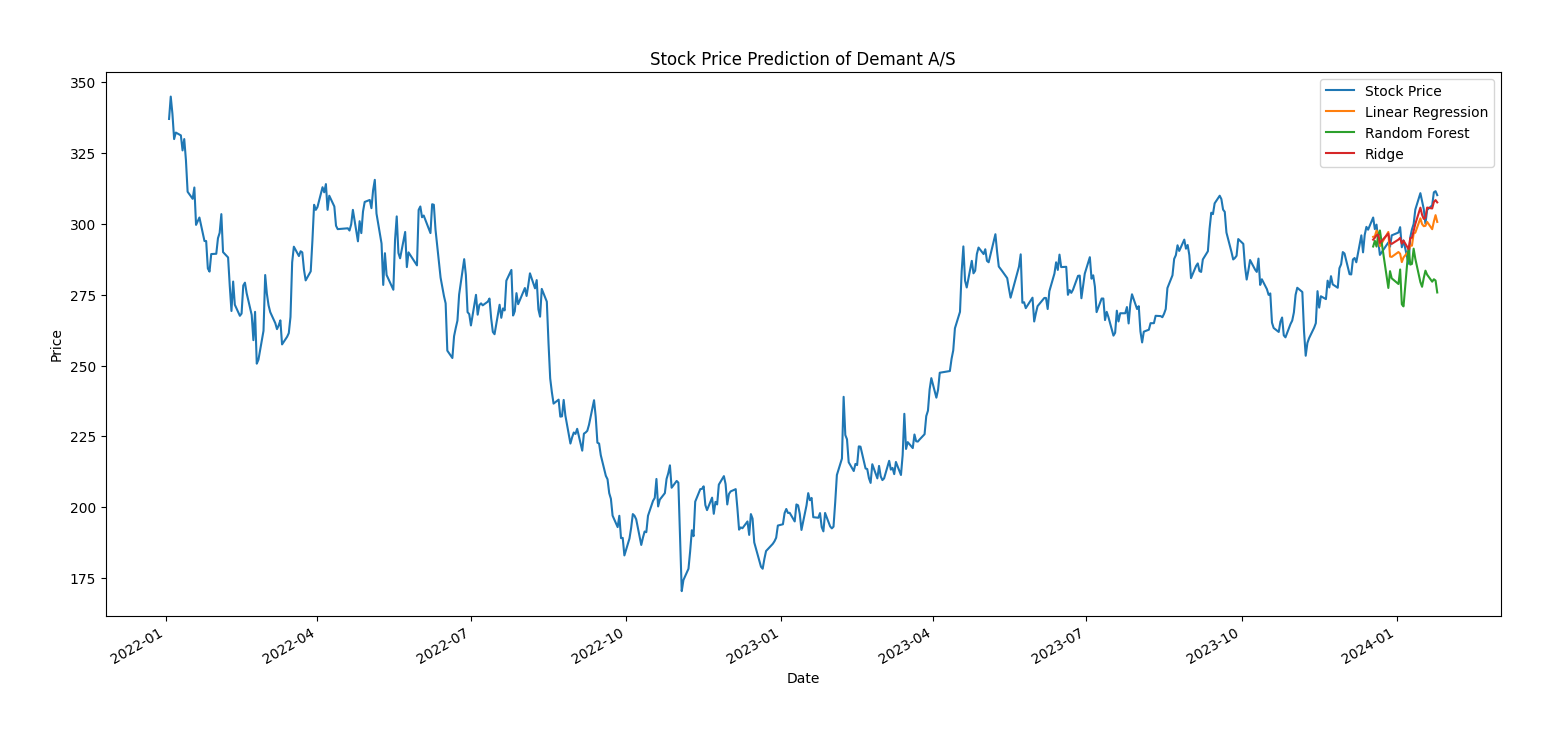 Stock Price Prediction of Demant A/S
350
325
300
275
250
225
200
175
Price
Stock Price
Linear Regression
Random Forest
Ridge
2022-01
2022-04
2022-07
2022-10
2023-01
2023-04
2023-07
2023-10
2024-01
Date